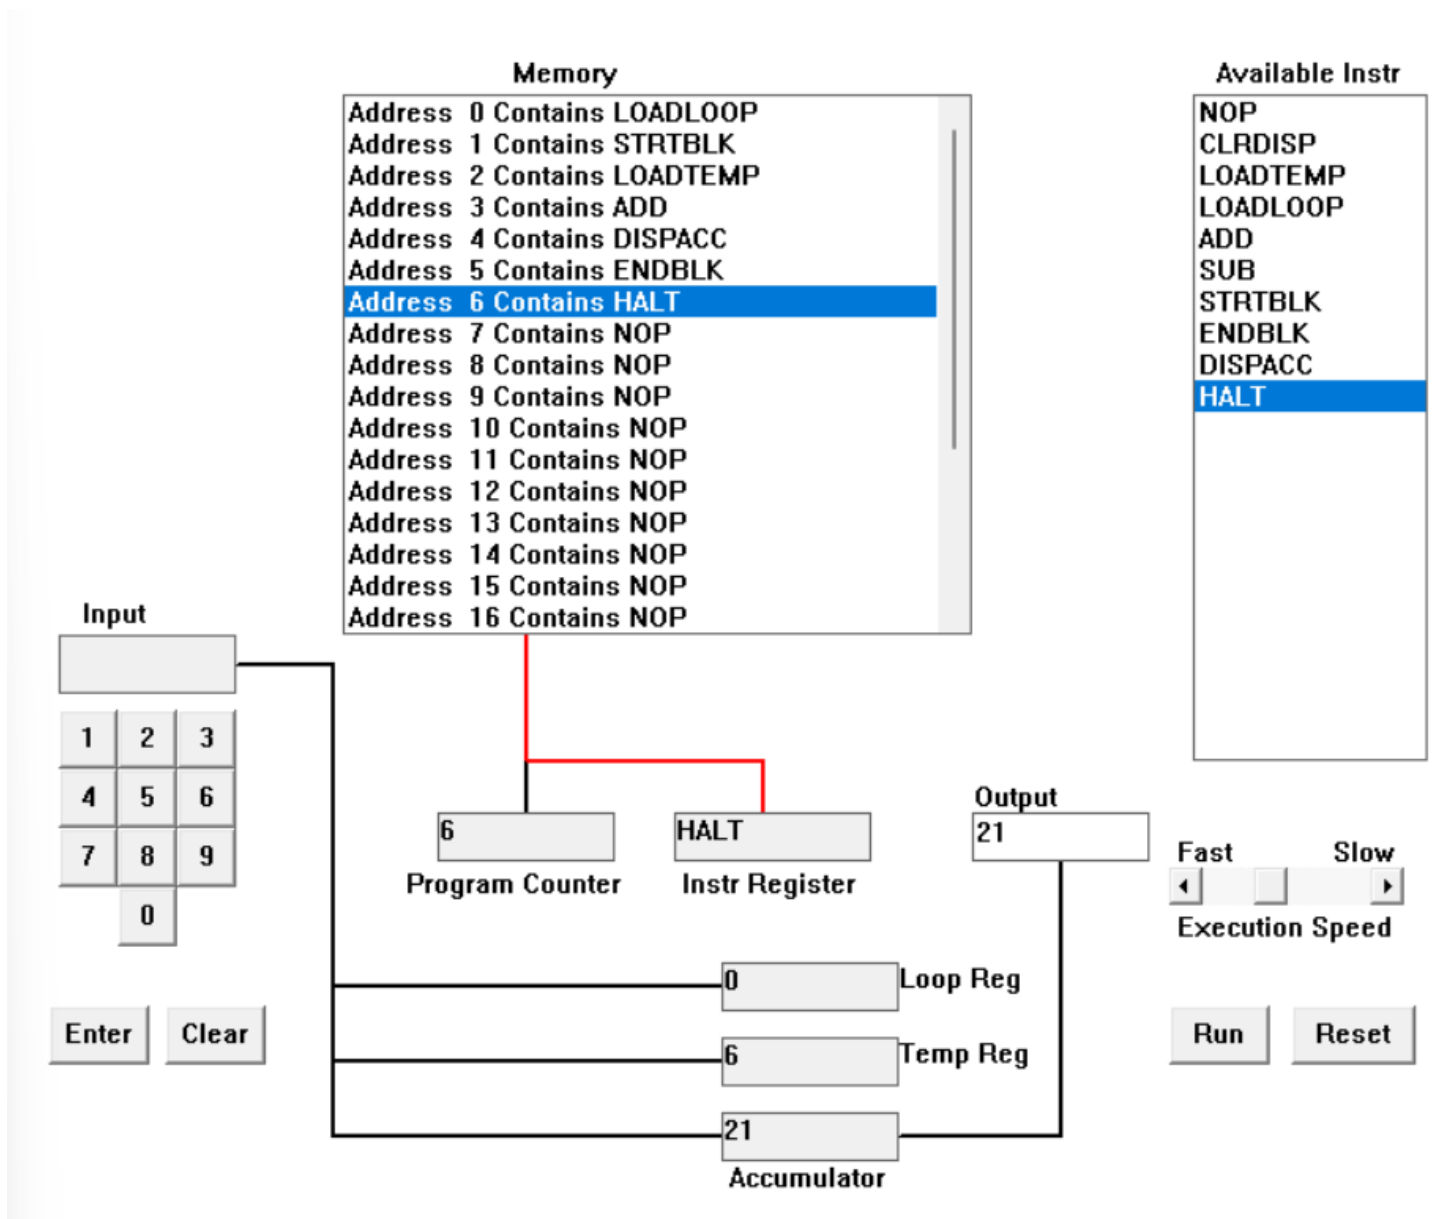 Memory
Address 0 Contains LOADLOOP
Address 1 Contains STRTBLK
Address 2 Contains LOADTEMP
Address 3 Contains ADD
Address 4 Contains DISPACC
Address 5 Contains ENDBLK
Address 6 Contains HALT
Address 7 Contains NOP
Address 8 Contains NOP
Address 9 Contains NOP
Address 10 Contains NOP
Address 11 Contains NOP
Address 12 Contains NOP
Address 13 Contains NOP
Address 14 Contains NOP
Address 15 Contains NOP
Address 16 Contains NOP
Available Instr
NOP
CLRDISP
LOADTEMP
LOADLOOP
ADD
SUB
STRTBLK
ENDBLK
DISPACC
HALT
Input
1 2 3
4 5 6
7 8 9
0
Enter Clear
6
Program Counter
HALT
Instr Register
Output
21
Fast Slow
Execution Speed
0 Loop Reg
6 Temp Reg
21
Accumulator
Run Reset